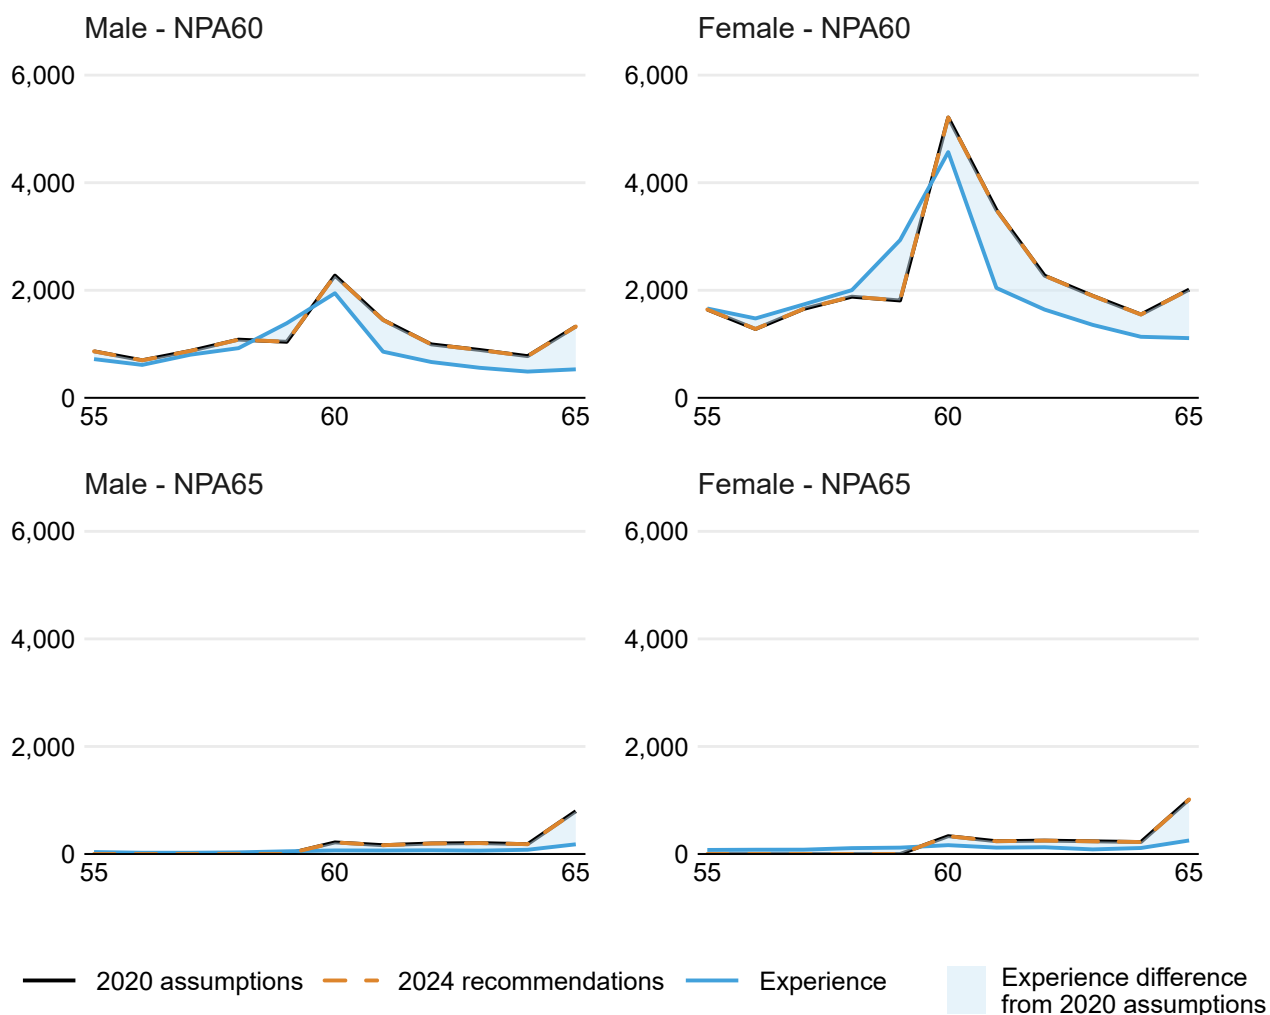 Male - NPA60
6,000
4,000
2,000
0
55 60 65
Female - NPA60
6,000
4,000
2,000
0
55 60 65
Male - NPA65
6,000
4,000
2,000
0
55 60 65
Female - NPA65
6,000
4,000
2,000
0
55 60 65
2020 assumptions
2024 recommendations
Experience
Experience difference
from 2020 assumptions